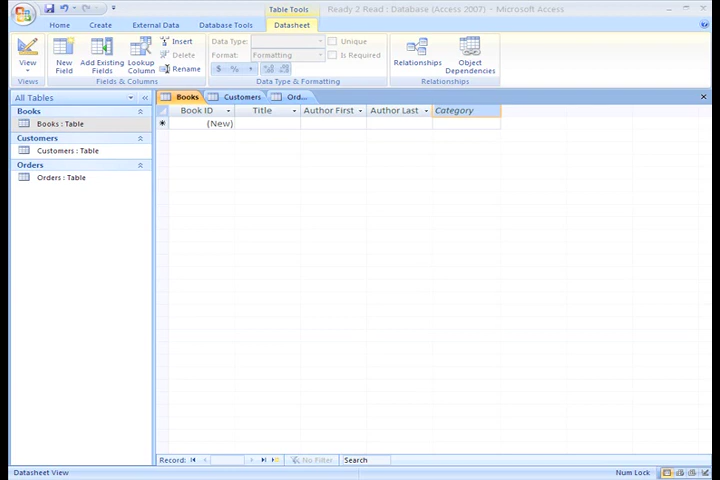 Table Tools
Ready 2 Read : Database (Access 2007) - Microsoft Access
Home Create External Data Database Tools Datasheet
View
Views
New Field
Add Existing Fields
Lookup Column
Insert
Delete
Rename
Fields & Columns
Data Type:
Format: Formatting
$ %
Unique
Is Required
Data Type & Formatting
Relationships
Object Dependencies
Relationships
All Tables
Books
Books : Table
Customers
Customers : Table
Orders
Orders : Table
Books Customers Ord...
Book ID Title Author First Author Last Category
(New)
Record: No Filter Search
Datasheet View
Num Lock